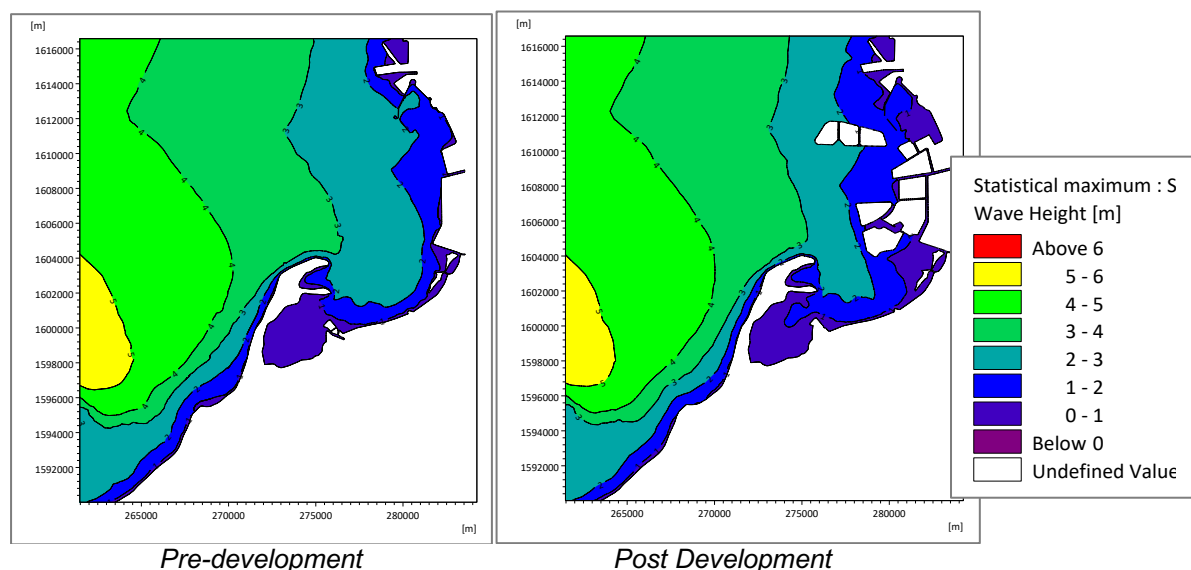 [m]
1616000
1614000
1612000
1610000
1608000
1606000
1604000
1602000
1600000
1598000
1596000
1594000
1592000
265000 270000 275000 280000
[m]
Pre-development
[m]
1616000
1614000
1612000
1610000
1608000
1606000
1604000
1602000
1600000
1598000
1596000
1594000
1592000
265000 270000 275000 280000
[m]
Post Development
Statistical maximum : S
Wave Height [m]
Above 6
5 - 6
4 - 5
3 - 4
2 - 3
1 - 2
0 - 1
Below 0
Undefined Value